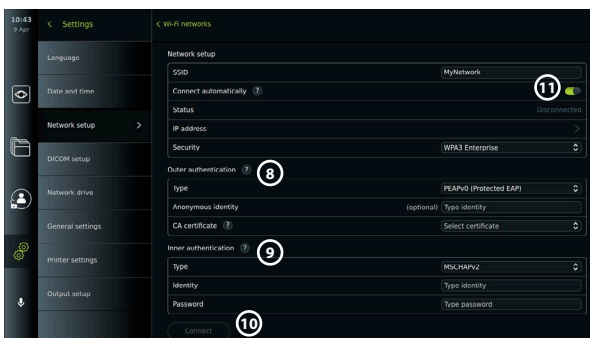 10:43
9 Apr
Settings
Wi-Fi networks
Language
Date and time
Network setup
DICOM setup
Network drive
General settings
Printer settings
Output setup
Network setup
SSID MyNetwork
Connect automatically ? 11
Status Disconnected
IP address
Security WPA3 Enterprise
Outer authentication ? 8
Type PEAPv0 (Protected EAP)
Anonymous identity (optional) Type identity
CA certificate ? Select certificate
Inner authentication ? 9
Type MSCHAPv2
Identity Type identity
Password Type password
Connect 10